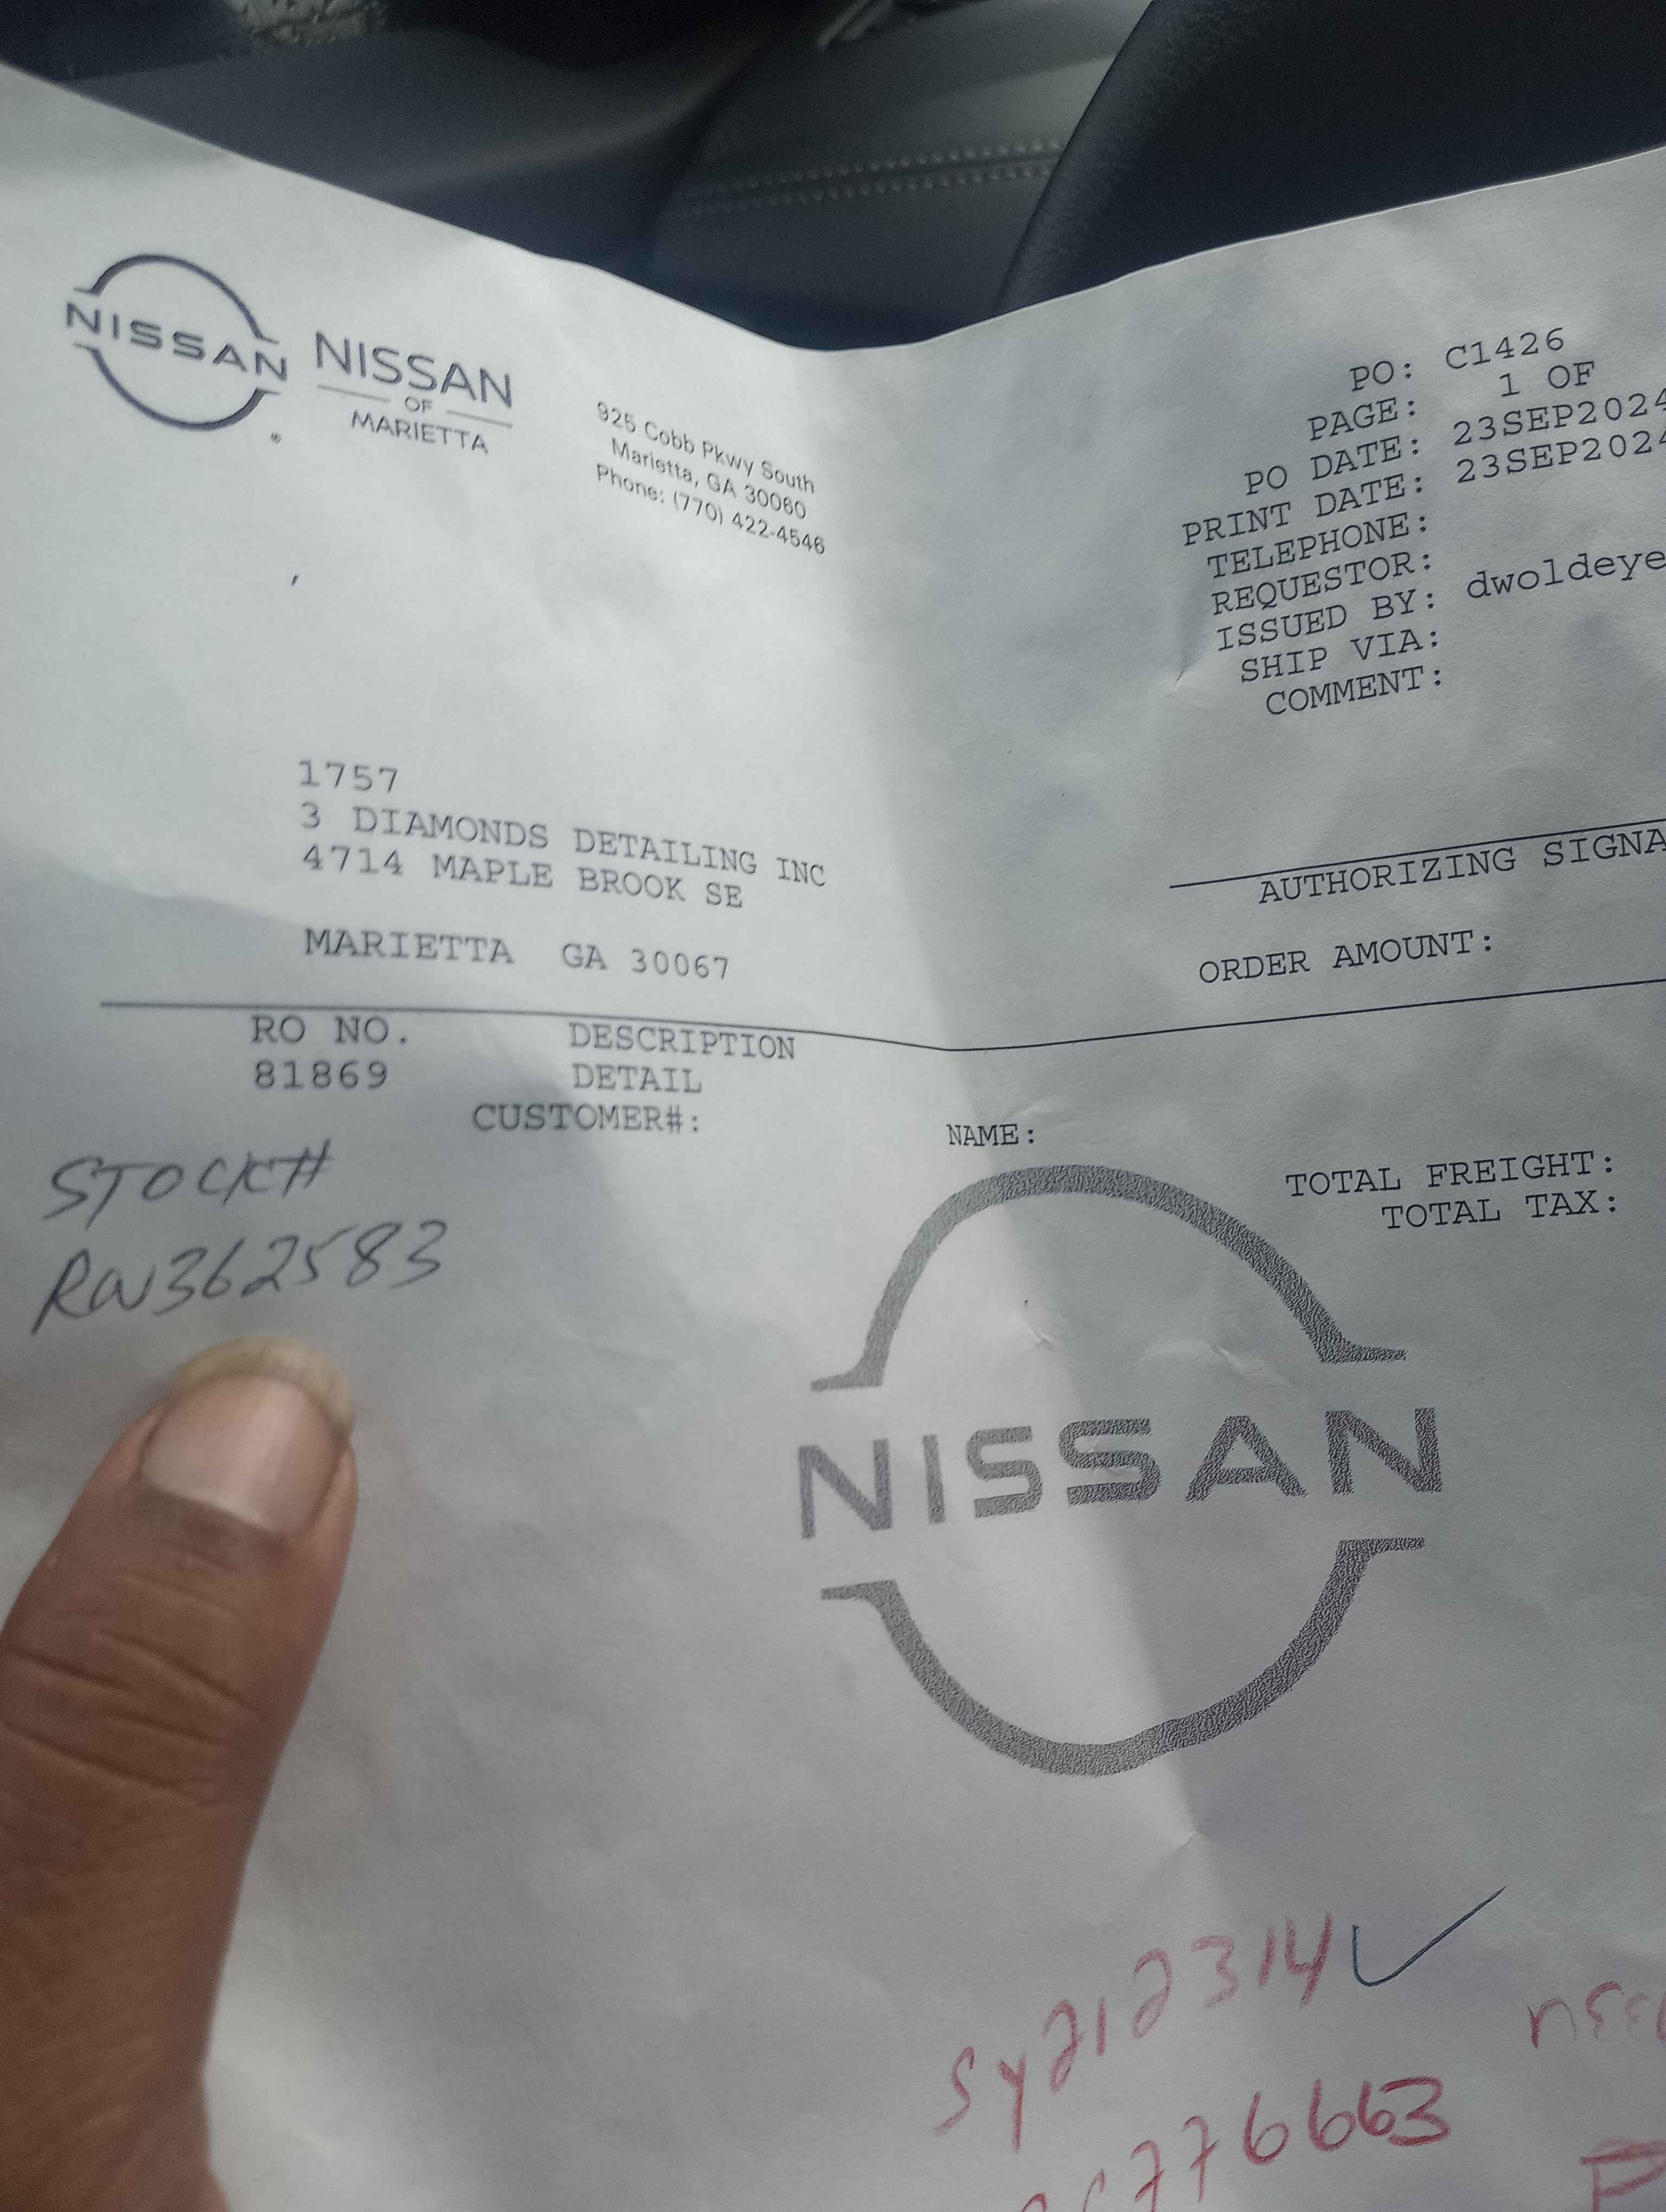 NISSAN
NISSAN
OF
MARIETTA
925 Cobb Pkwy South
Marietta, GA 30060
Phone: (770) 422-4546
PO: C1426
PAGE: 1 OF
PO DATE: 23SEP2024
PRINT DATE: 23SEP2024
TELEPHONE:
REQUESTOR:
ISSUED BY: dwoldeye
SHIP VIA:
COMMENT:
1757
3 DIAMONDS DETAILING INC
4714 MAPLE BROOK SE
MARIETTA GA 30067
AUTHORIZING SIGNA
ORDER AMOUNT:
RO NO. DESCRIPTION
81869 DETAIL
CUSTOMER#: NAME:
TOTAL FREIGHT:
TOTAL TAX:
STOCK#
RW362583
NISSAN
SY212314
776663